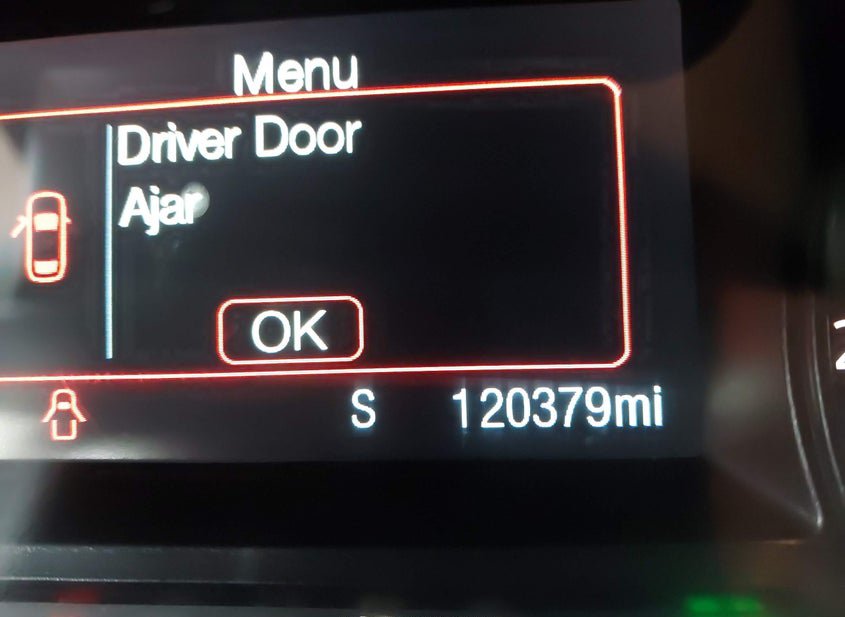 Menu
Driver Door
Ajar
OK
S 120379mi